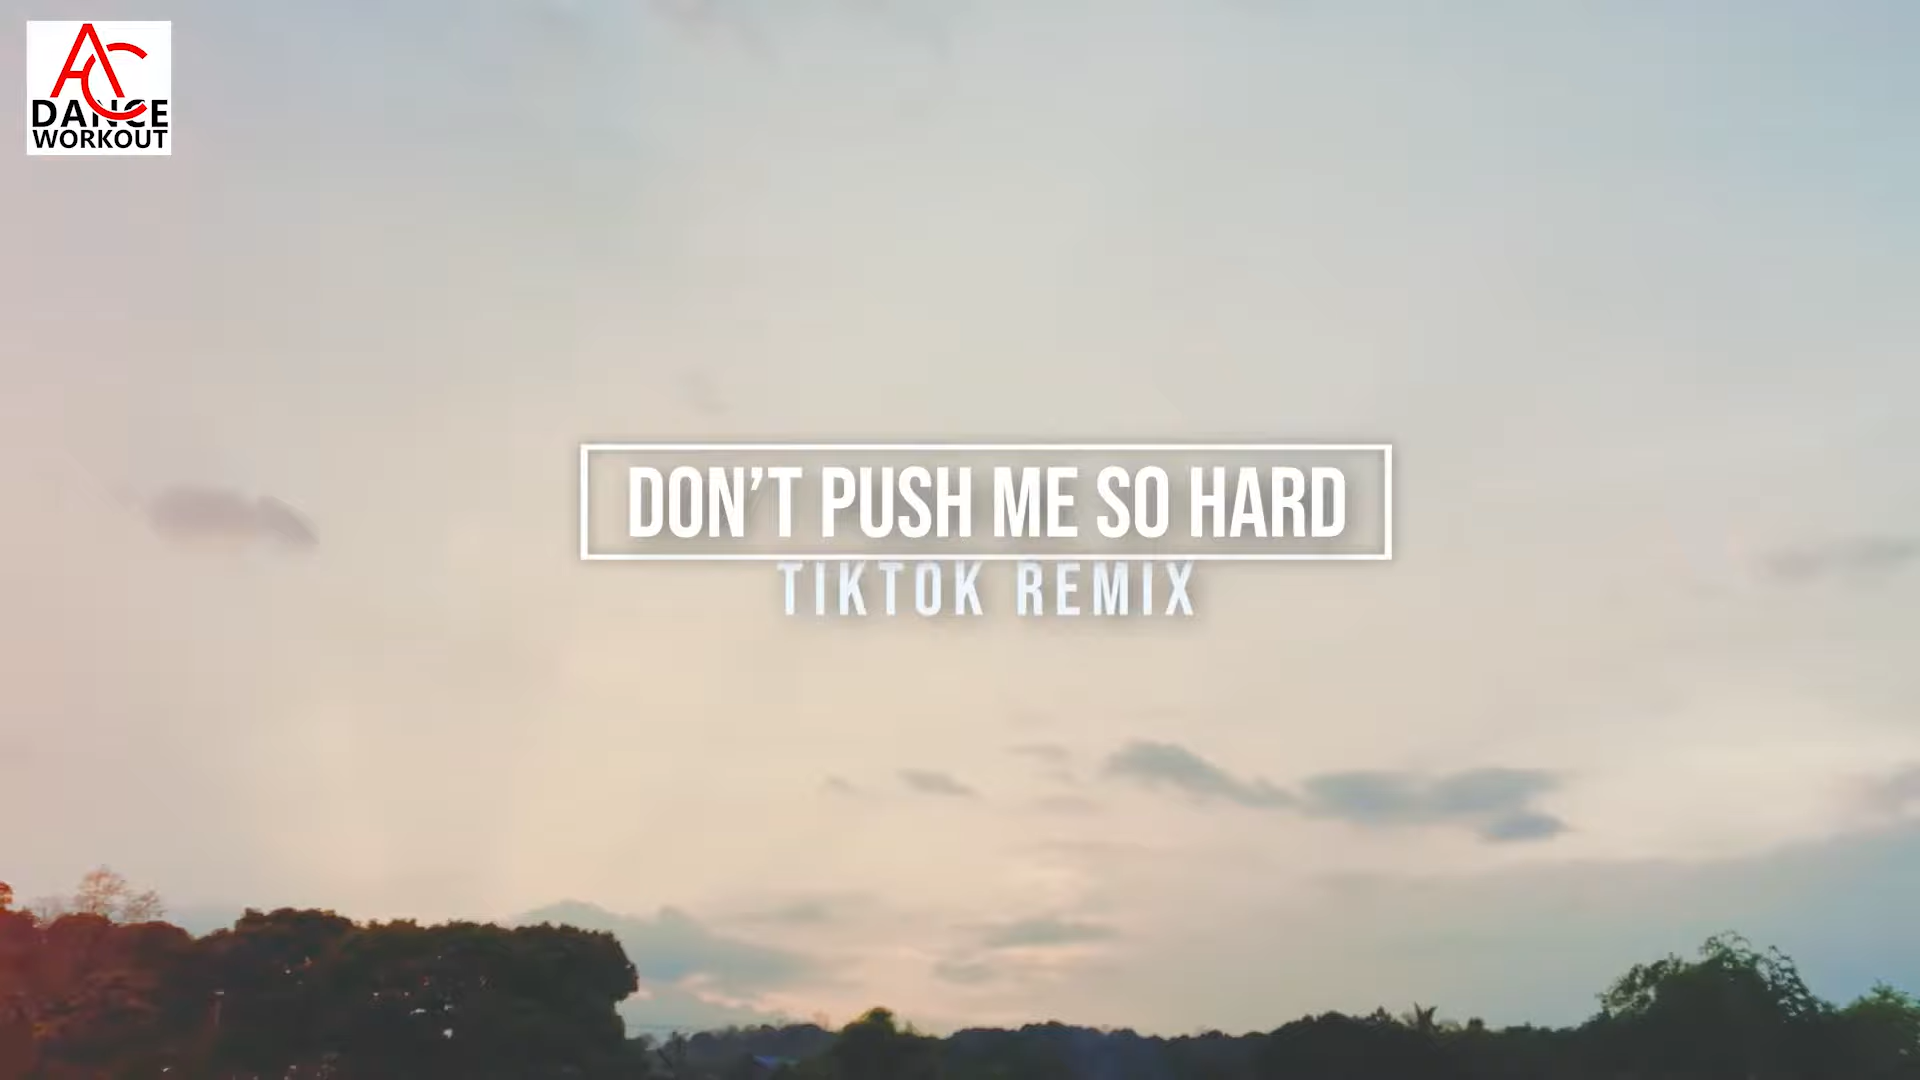 AC
DANCE
WORKOUT
DON'T PUSH ME SO HARD
TIKTOK REMIX